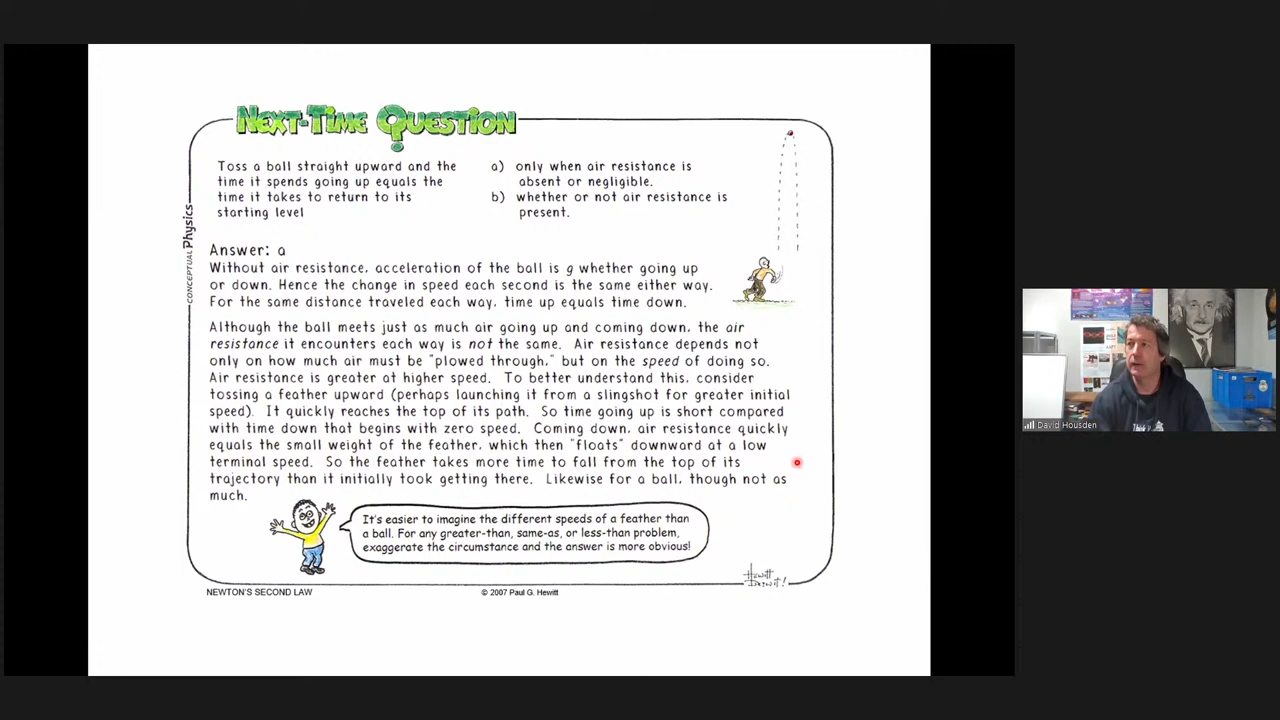 NEXT-TIME QUESTION
CONCEPTUAL Physics
Toss a ball straight upward and the
time it spends going up equals the
time it takes to return to its
starting level
a) only when air resistance is
absent or negligible.
b) whether or not air resistance is
present.
Answer: a
Without air resistance, acceleration of the ball is g whether going up
or down. Hence the change in speed each second is the same either way.
For the same distance traveled each way, time up equals time down.
Although the ball meets just as much air going up and coming down, the air
resistance it encounters each way is not the same. Air resistance depends not
only on how much air must be "plowed through," but on the speed of doing so.
Air resistance is greater at higher speed. To better understand this, consider
tossing a feather upward (perhaps launching it from a slingshot for greater initial
speed). It quickly reaches the top of its path. So time going up is short compared
with time down that begins with zero speed. Coming down, air resistance quickly
equals the small weight of the feather, which then "floats" downward at a low
terminal speed. So the feather takes more time to fall from the top of its
trajectory than it initially took getting there. Likewise for a ball, though not as
much.
It's easier to imagine the different speeds of a feather than
a ball. For any greater-than, same-as, or less-than problem,
exaggerate the circumstance and the answer is more obvious!
Hewitt
Drewit!
NEWTON'S SECOND LAW
© 2007 Paul G. Hewitt
David Housden